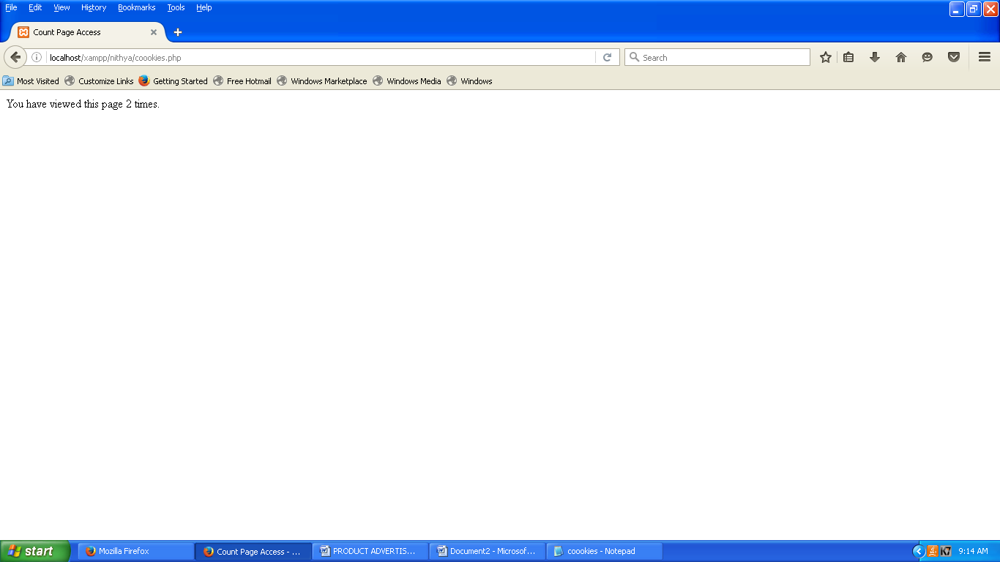 File Edit View History Bookmarks Tools Help
Count Page Access
localhost/xampp/nithya/coookies.php Search
Most Visited Customize Links Getting Started Free Hotmail Windows Marketplace Windows Media Windows
You have viewed this page 2 times.
start Mozilla Firefox Count Page Access - ... PRODUCT ADVERTIS... Document2 - Microsof... coookies - Notepad 9:14 AM